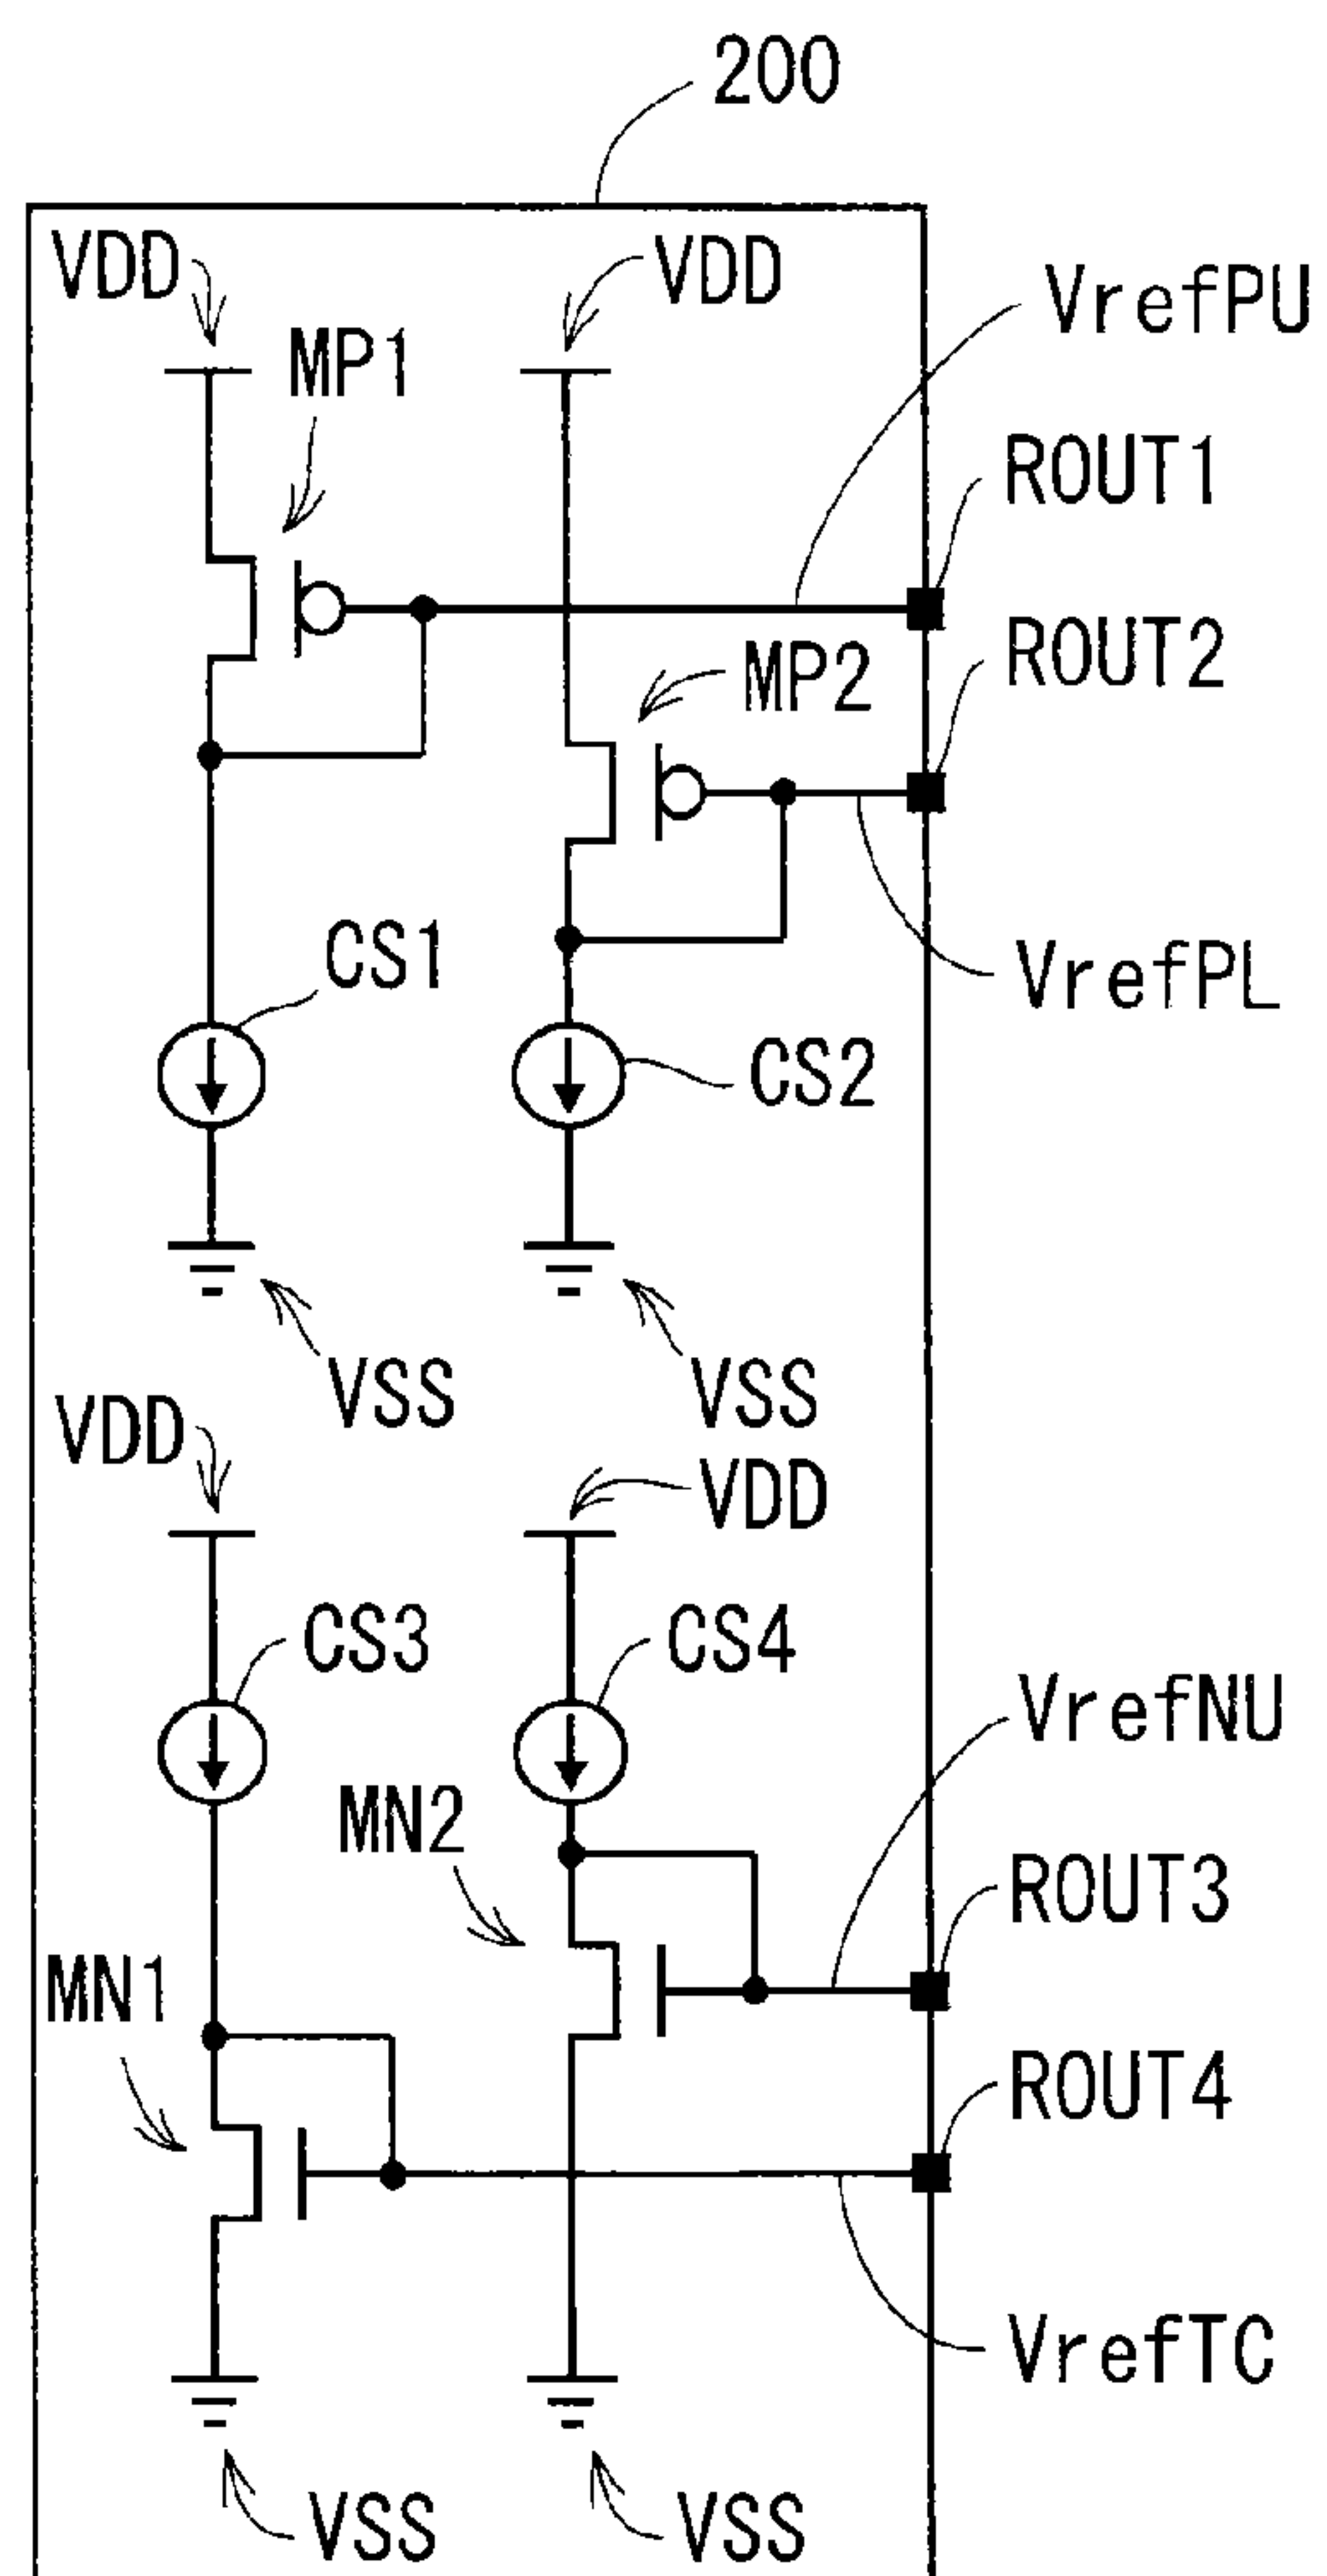 200
VDD
VDD
VrefPU
MP1
ROUT1
ROUT2
MP2
CS1
VrefPL
CS2
VSS
VSS
VDD
VDD
CS3
CS4
VrefNU
MN2
ROUT3
MN1
ROUT4
VrefTC
VSS
VSS